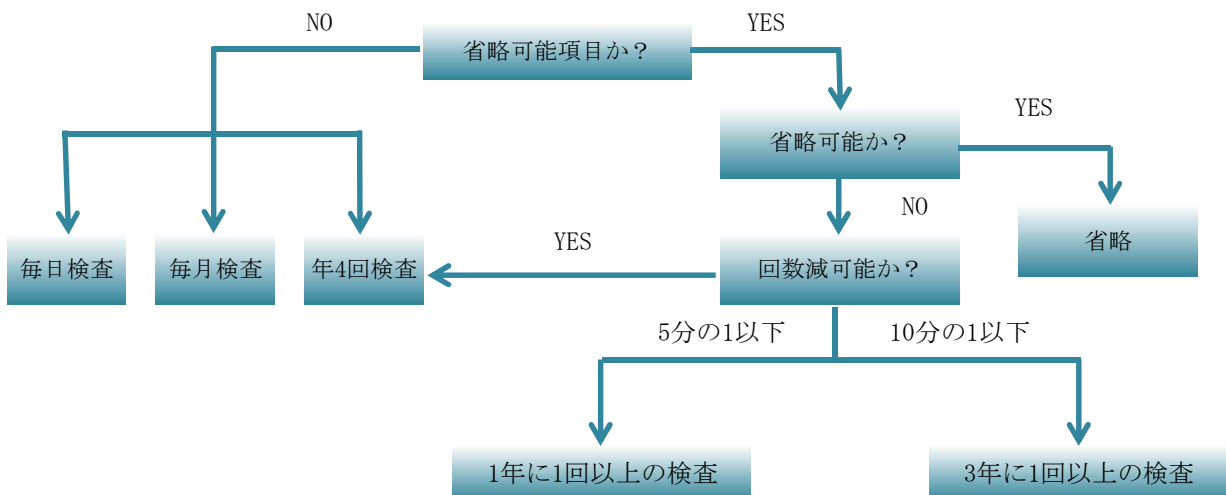 NO
YES
省略可能項目か？
YES
省略可能か？
NO
省略
YES
毎日検査
毎月検査
年4回検査
回数減可能か？
5分の1以下
10分の1以下
1年に1回以上の検査
3年に1回以上の検査